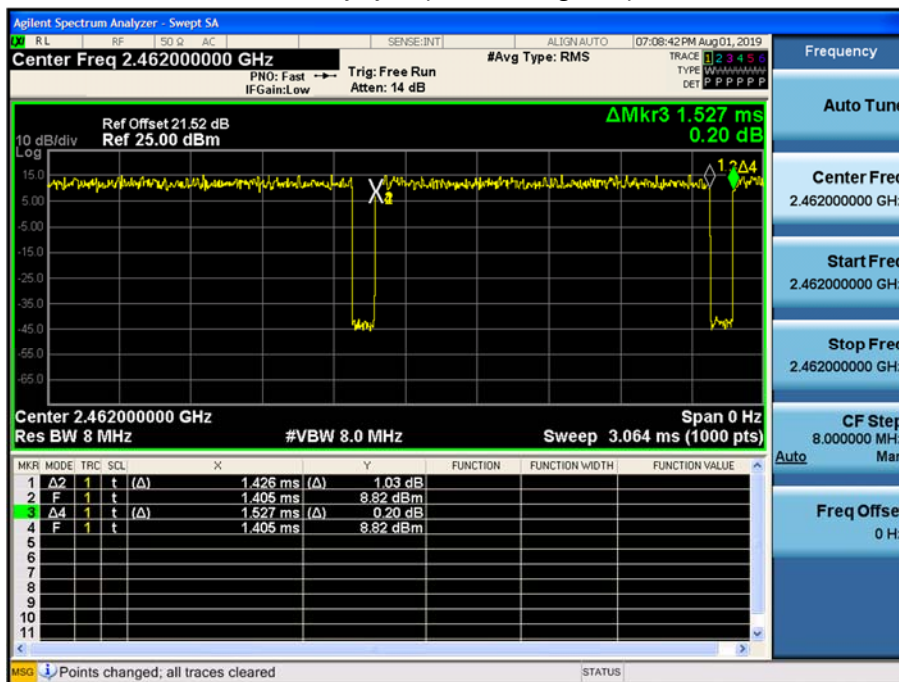 Agilent Spectrum Analyzer - Swept SA
LXI RL RF 50 Ω AC SENSE:INT ALIGNAUTO 07:08:42 PM Aug 01, 2019
Center Freq 2.462000000 GHz #Avg Type: RMS TRACE 1 2 3 4 5 6
PNO: Fast Trig: Free Run TYPE W
IFGain:Low Atten: 14 dB DET P P P P P P
ΔMkr3 1.527 ms
0.20 dB
Ref Offset 21.52 dB
10 dB/div Ref 25.00 dBm
Log
15.0
5.00
-5.00
-15.0
-25.0
-35.0
-45.0
-55.0
-65.0
Center 2.462000000 GHz Span 0 Hz
Res BW 8 MHz #VBW 8.0 MHz Sweep 3.064 ms (1000 pts)
MKR MODE TRC SCL X Y FUNCTION FUNCTION WIDTH FUNCTION VALUE
1 Δ2 1 t (Δ) 1.426 ms (Δ) 1.03 dB
2 F 1 t 1.405 ms 8.82 dBm
3 Δ4 1 t (Δ) 1.527 ms (Δ) 0.20 dB
4 F 1 t 1.405 ms 8.82 dBm
5
6
7
8
9
10
11
MSG Points changed; all traces cleared STATUS
Frequency
Auto Tune
Center Freq
2.462000000 GHz
Start Freq
2.462000000 GHz
Stop Freq
2.462000000 GHz
CF Step
8.000000 MHz
Auto Man
Freq Offset
0 Hz